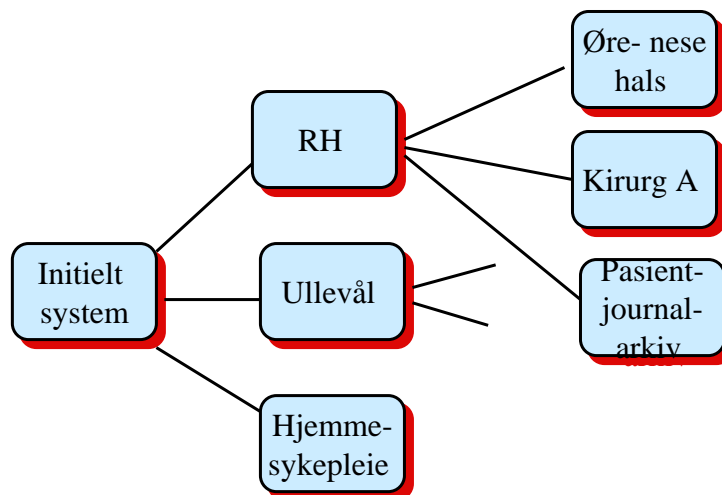 Øre- nese
hals
RH
Kirurg A
Initielt
system
Ullevål
Pasient-
journal-
arkiv
Hjemme-
sykepleie